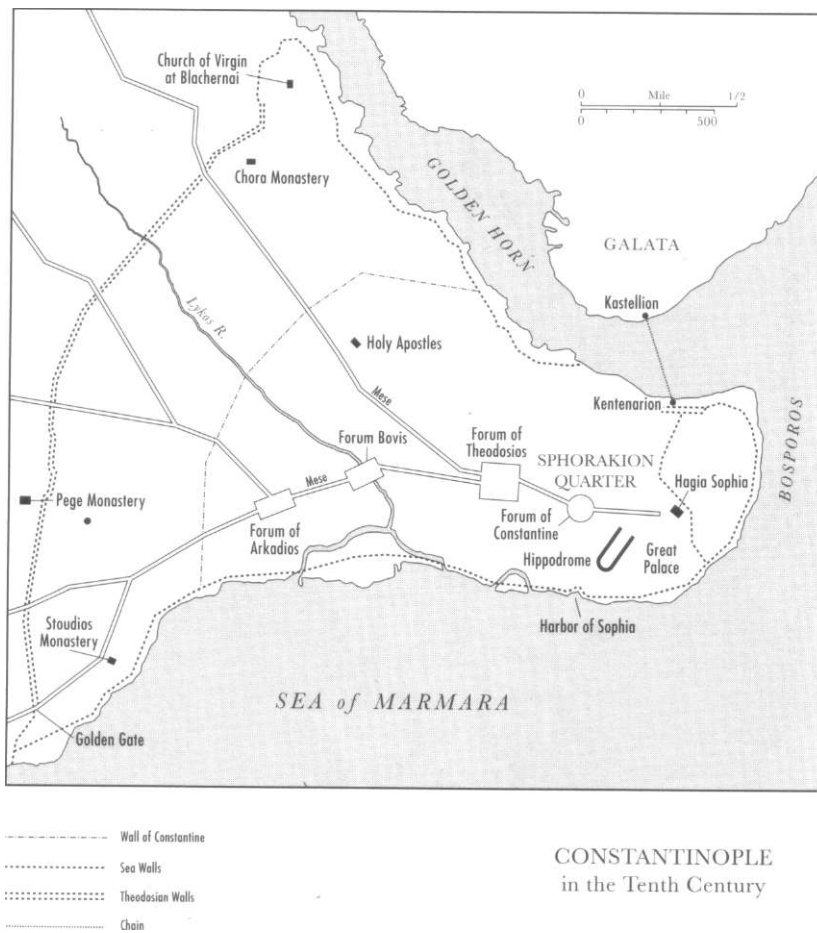 Church of Virgin
at Blachernai
0 Mile 1/2
0 500
Chora Monastery
GOLDEN HORN
GALATA
Kastellion
Lykos R.
Holy Apostles
Mese
Kentenarion
BOSPOROS
Forum Bovis
Forum of
Theodosios
SPHORAKION
QUARTER
Mese
Hagia Sophia
Pege Monastery
Forum of
Arkadios
Forum of
Constantine
Hippodrome
Great
Palace
Stoudios
Monastery
Harbor of Sophia
SEA of MARMARA
Golden Gate
Wall of Constantine
Sea Walls
Theodosian Walls
Chain
CONSTANTINOPLE
in the Tenth Century